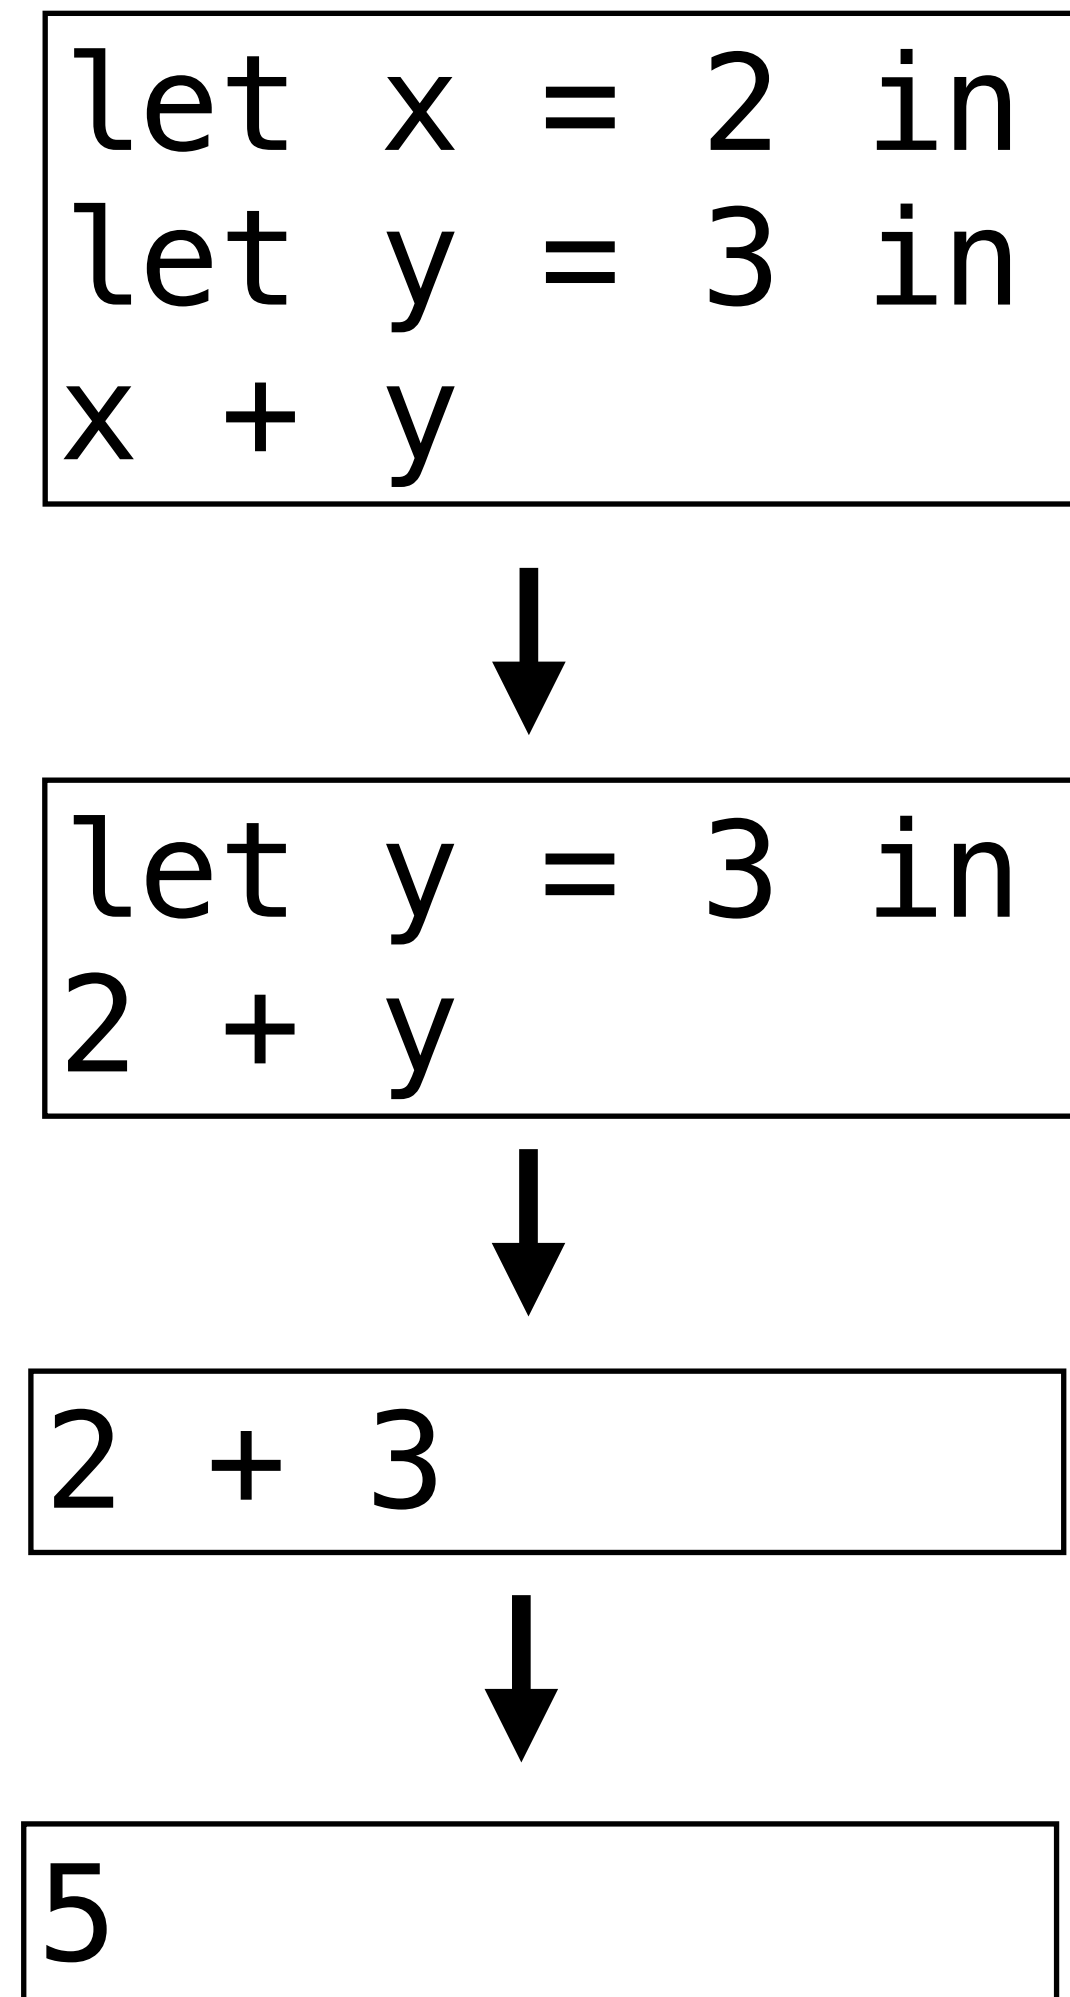 let x = 2 in
let y = 3 in
x + y
let y = 3 in
2 + y
2 + 3
5